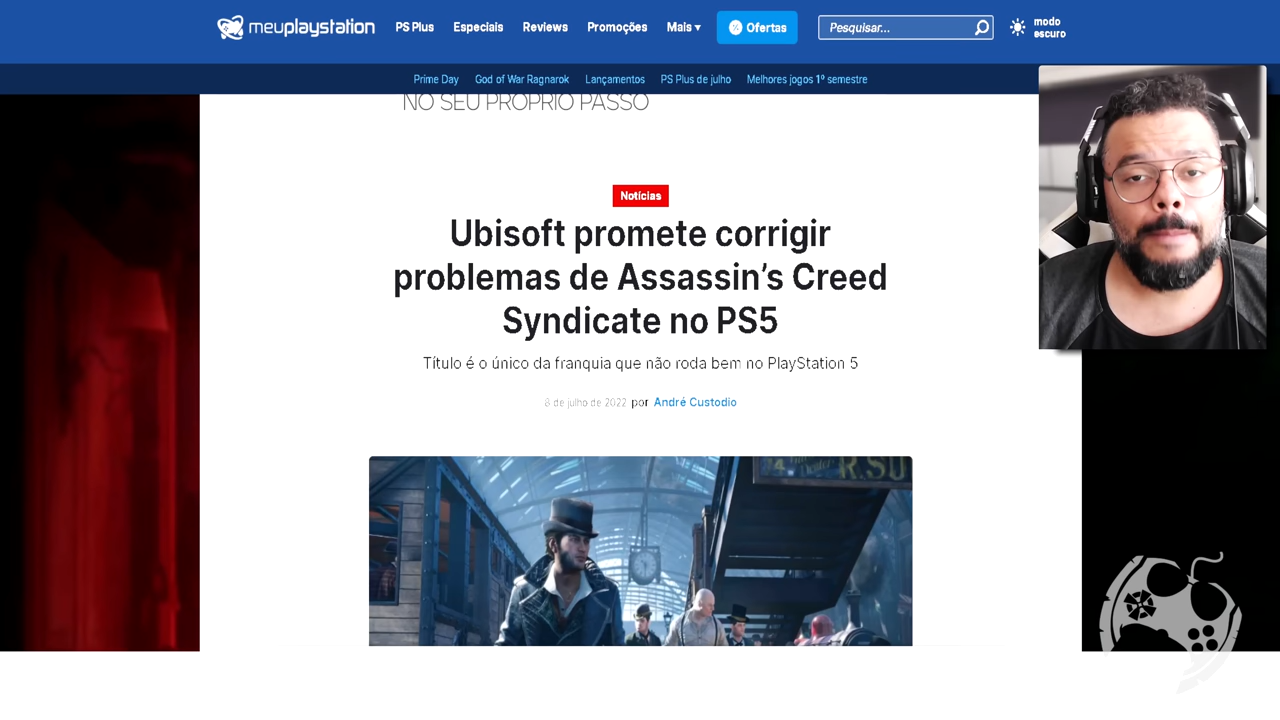 meuplaystation
PS Plus Especiais Reviews Promoções Mais ▾ Ofertas Pesquisar... modo escuro
Prime Day God of War Ragnarok Lançamentos PS Plus de julho Melhores jogos 1º semestre
NO SEU PRÓPRIO PASSO
Notícias
Ubisoft promete corrigir
problemas de Assassin's Creed
Syndicate no PS5
Título é o único da franquia que não roda bem no PlayStation 5
8 de julho de 2022 por André Custodio